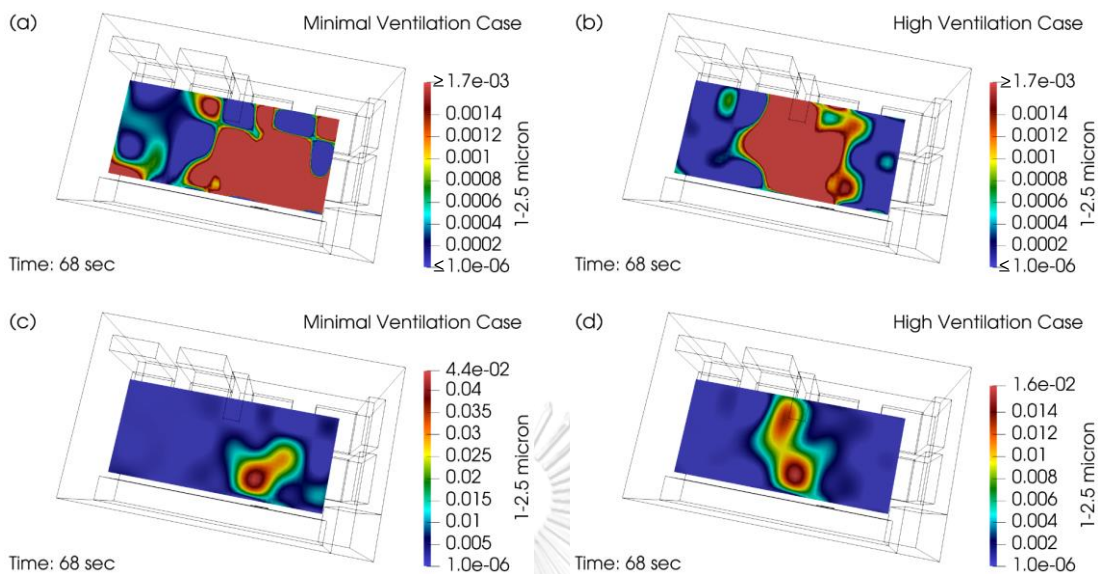 (a)
Minimal Ventilation Case
≥1.7e-03
0.0014
0.0012
0.001
0.0008
0.0006
0.0004
0.0002
≤1.0e-06
1-2.5 micron
Time: 68 sec
(b)
High Ventilation Case
≥1.7e-03
0.0014
0.0012
0.001
0.0008
0.0006
0.0004
0.0002
≤1.0e-06
1-2.5 micron
Time: 68 sec
(c)
Minimal Ventilation Case
4.4e-02
0.04
0.035
0.03
0.025
0.02
0.015
0.01
0.005
1.0e-06
1-2.5 micron
Time: 68 sec
(d)
High Ventilation Case
1.6e-02
0.014
0.012
0.01
0.008
0.006
0.004
0.002
1.0e-06
1-2.5 micron
Time: 68 sec